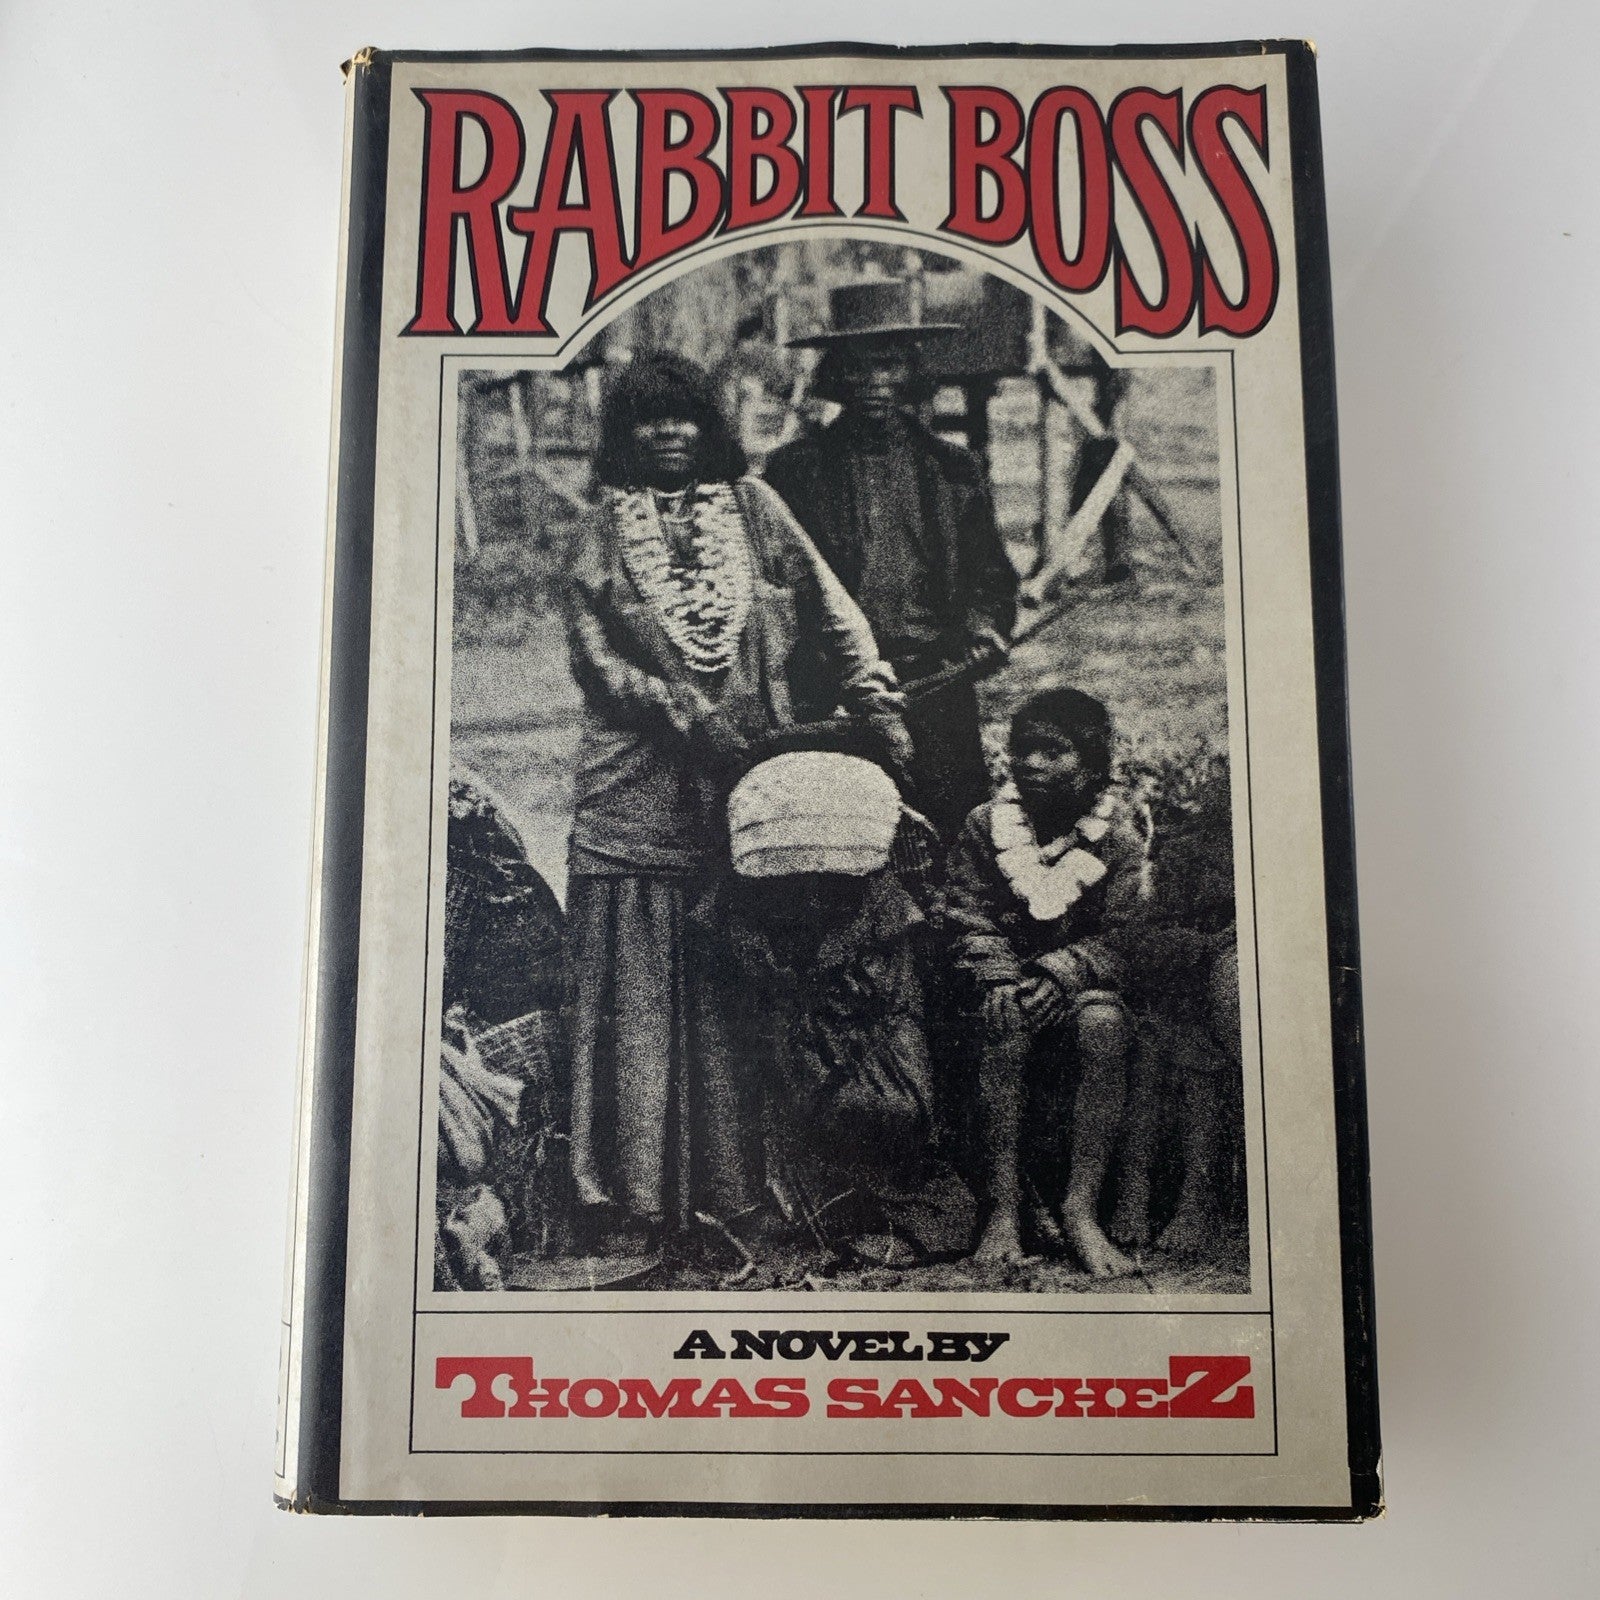 RABBIT BOSS
A NOVEL BY
THOMAS SANCHEZ